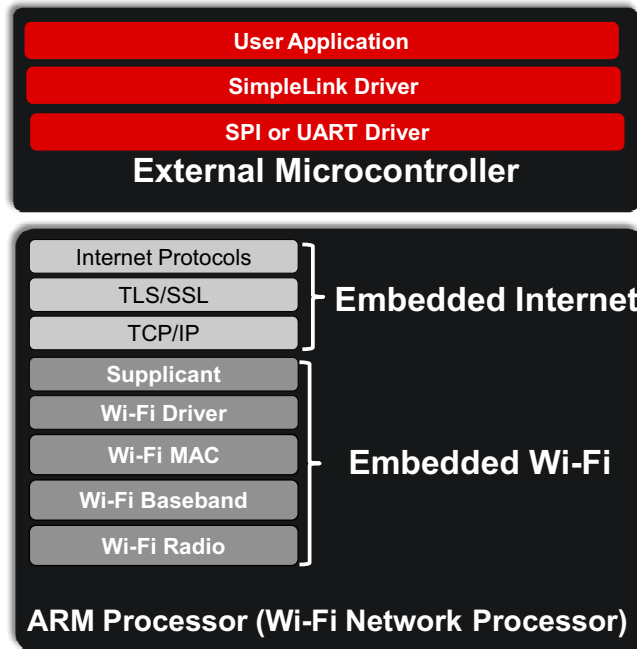 User Application
SimpleLink Driver
SPI or UART Driver
External Microcontroller
Internet Protocols
TLS/SSL
TCP/IP
Embedded Internet
Supplicant
Wi-Fi Driver
Wi-Fi MAC
Wi-Fi Baseband
Wi-Fi Radio
Embedded Wi-Fi
ARM Processor (Wi-Fi Network Processor)